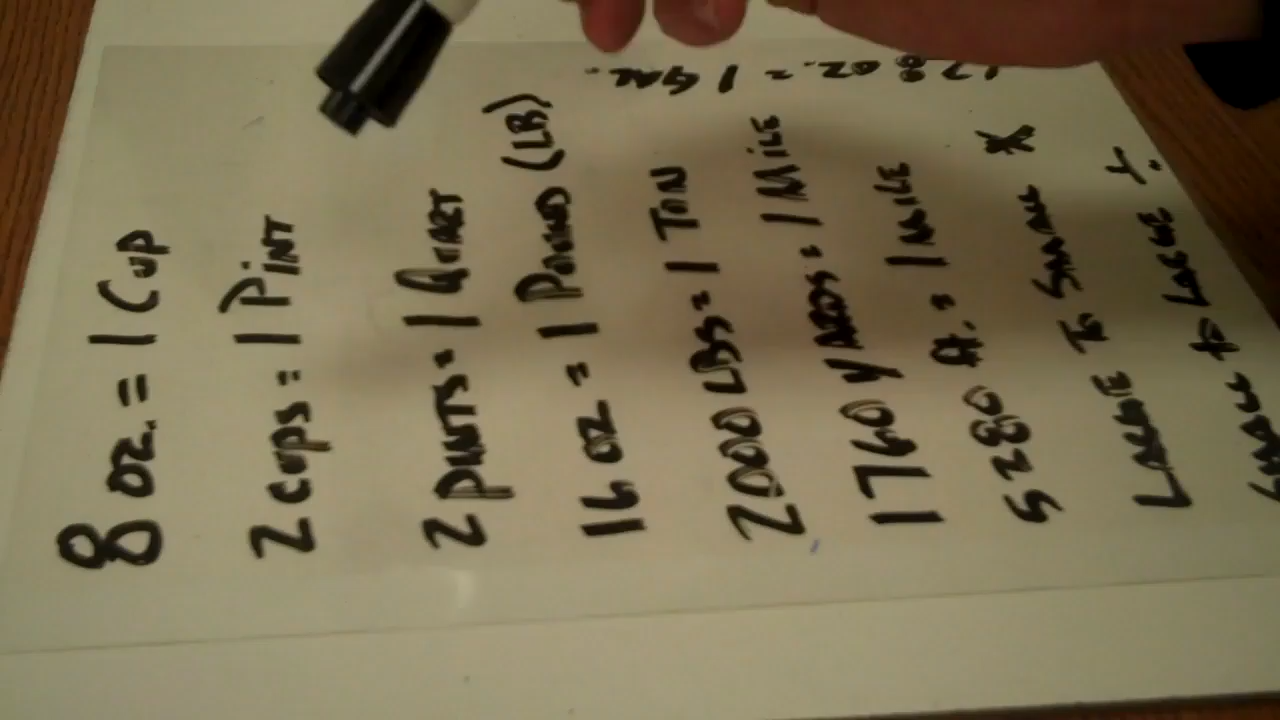 8 oz. = 1 Cup
2 cups = 1 Pint
2 pints = 1 Quart
16 oz = 1 Pound (LB)
2000 LBS = 1 Ton
1760 yards = 1 Mile
5280 ft. = 1 Mile
Large to Small X
Small to Large ÷
128 oz. = 1 Gal.